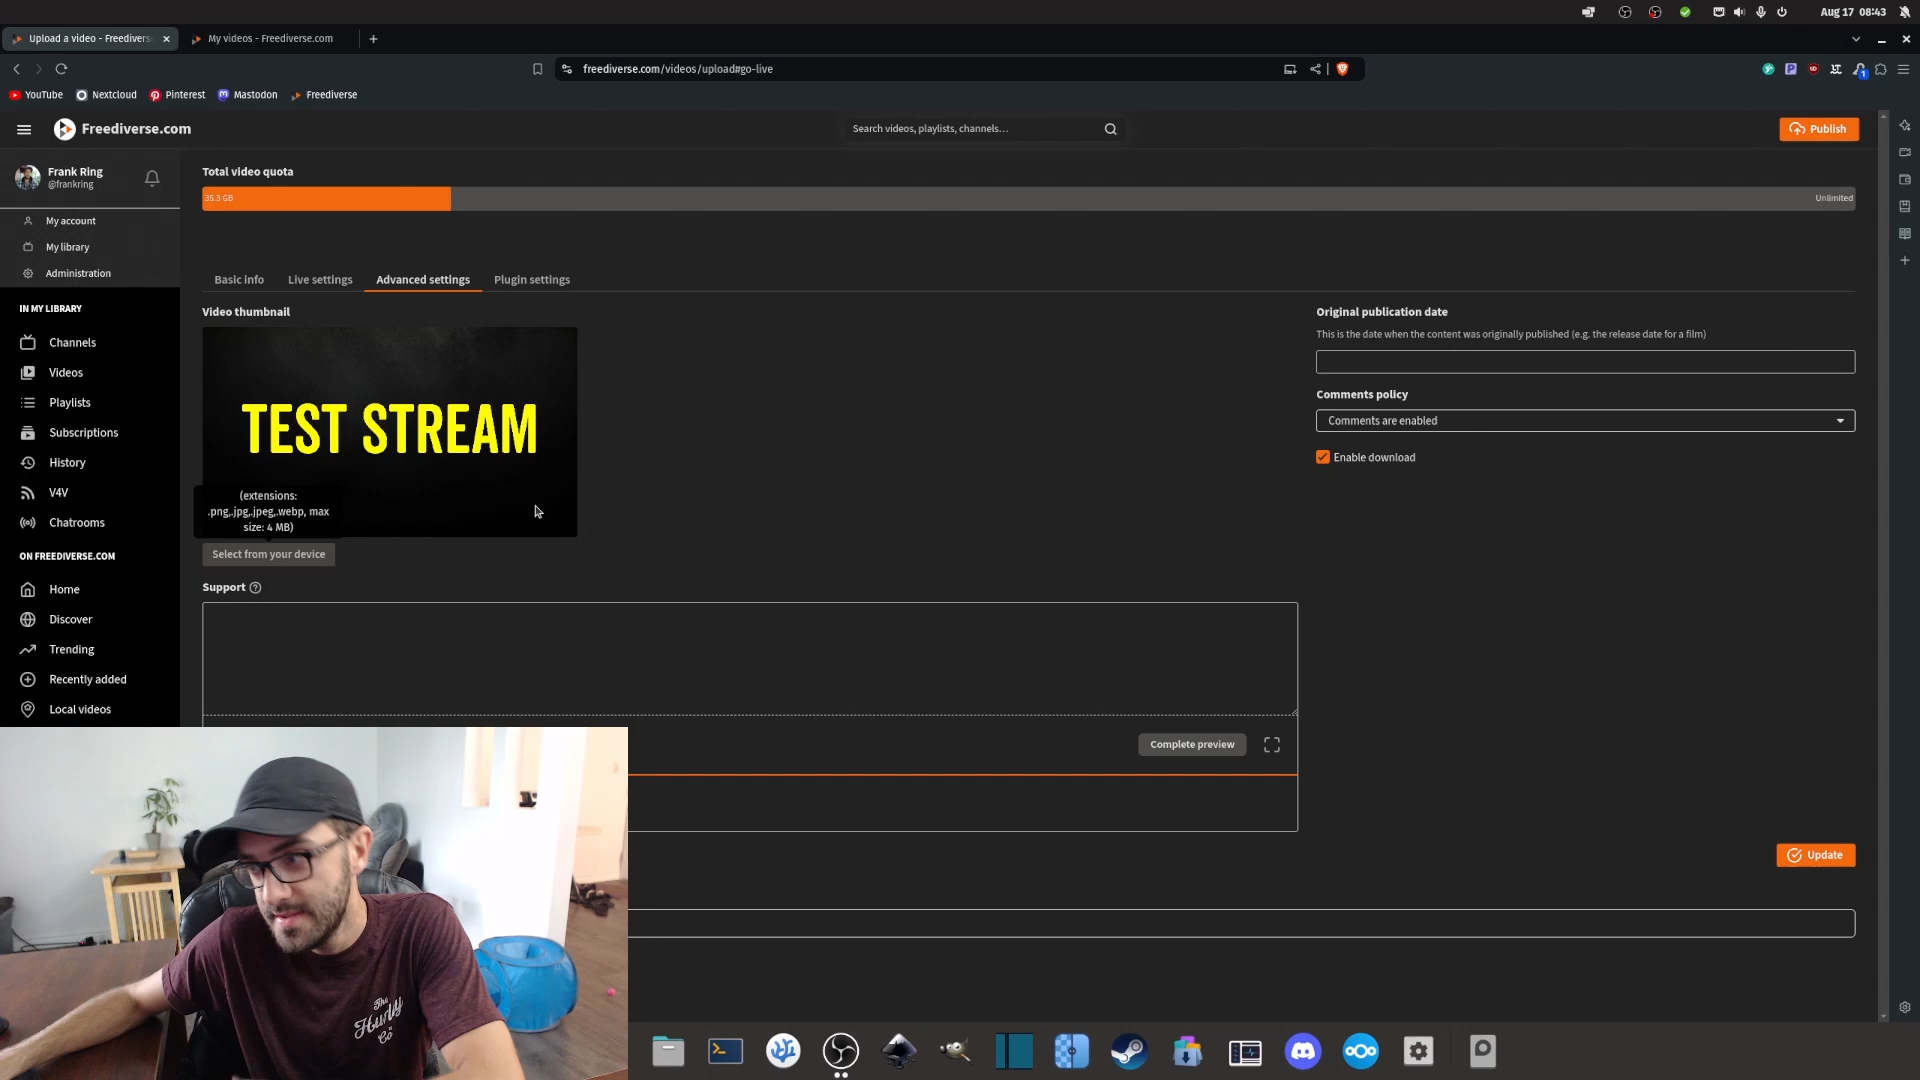 Aug 17 08:43
Upload a video - Freedivers
My videos - Freediverse.com
freediverse.com/videos/upload#go-live
YouTube
Nextcloud
Pinterest
Mastodon
Freediverse
Freediverse.com
Search videos, playlists, channels…
Publish
Frank Ring
@frankring
My account
My library
Administration
IN MY LIBRARY
Channels
Videos
Playlists
Subscriptions
History
V4V
Chatrooms
ON FREEDIVERSE.COM
Home
Discover
Trending
Recently added
Local videos
Total video quota
35.3 GB
Unlimited
Basic info
Live settings
Advanced settings
Plugin settings
Video thumbnail
TEST STREAM
(extensions:
.png,.jpg,.jpeg,.webp, max
size: 4 MB)
Select from your device
Support
Complete preview
Original publication date
This is the date when the content was originally published (e.g. the release date for a film)
Comments policy
Comments are enabled
Enable download
Update
The
Hurdy
Co